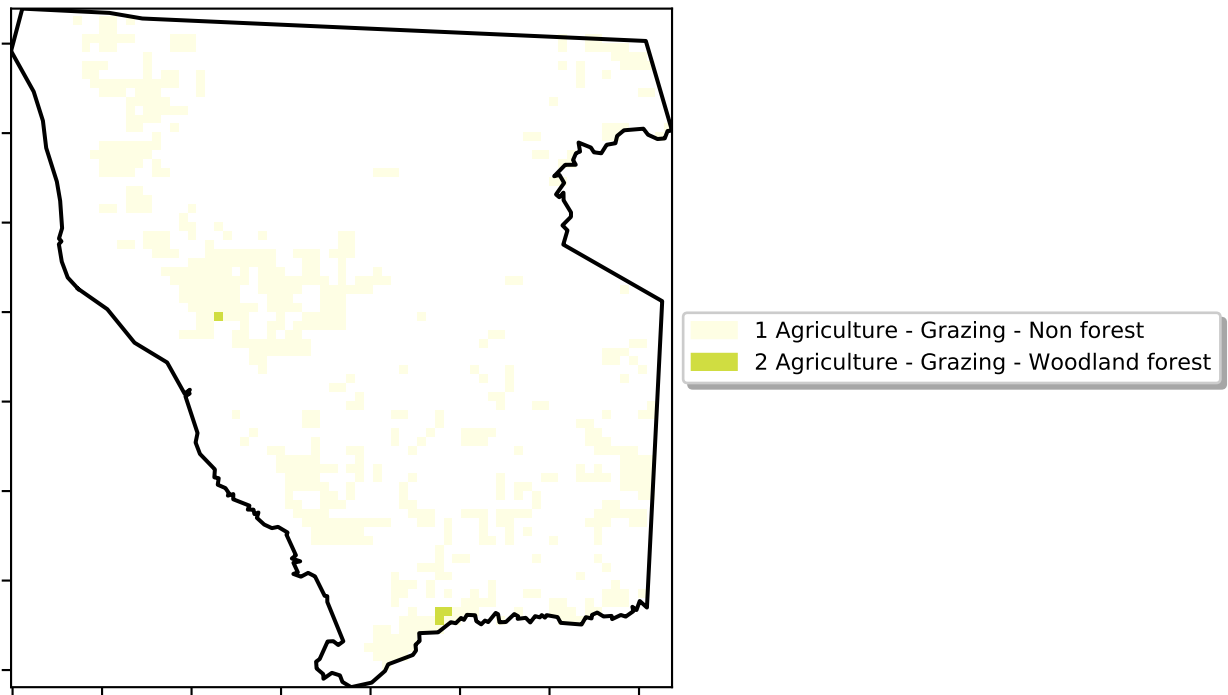 1 Agriculture - Grazing - Non forest
2 Agriculture - Grazing - Woodland forest